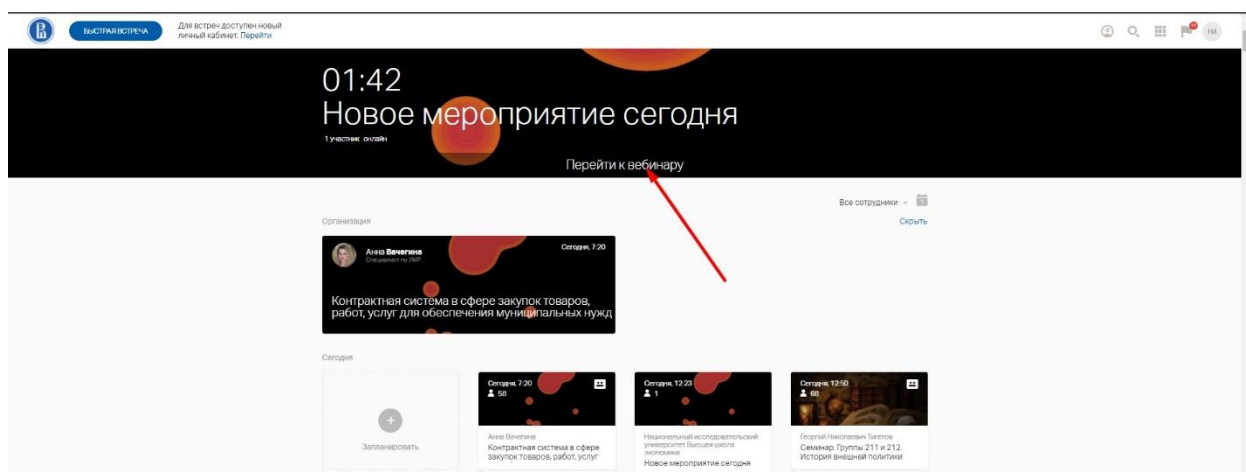 БЫСТРАЯ ВСТРЕЧА
Для встреч доступен новый
личный кабинет. Перейти
НИ
01:42
Новое мероприятие сегодня
1 участник онлайн
Перейти к вебинару
Все сотрудники
Организация
Скрыть
Анна Вечегина
Специалист по УМР
Сегодня, 7:20
Контрактная система в сфере закупок товаров,
работ, услуг для обеспечения муниципальных нужд
Сегодня
Запланировать
Сегодня, 7:20
58
Анна Вечегина
Контрактная система в сфере
закупок товаров, работ, услуг
Сегодня, 12:23
1
Национальный исследовательский
университет Высшая школа
экономики
Новое мероприятие сегодня
Сегодня, 12:50
68
Георгий Николаевич
Семинар. Группы 211 и 212.
История внешней политики